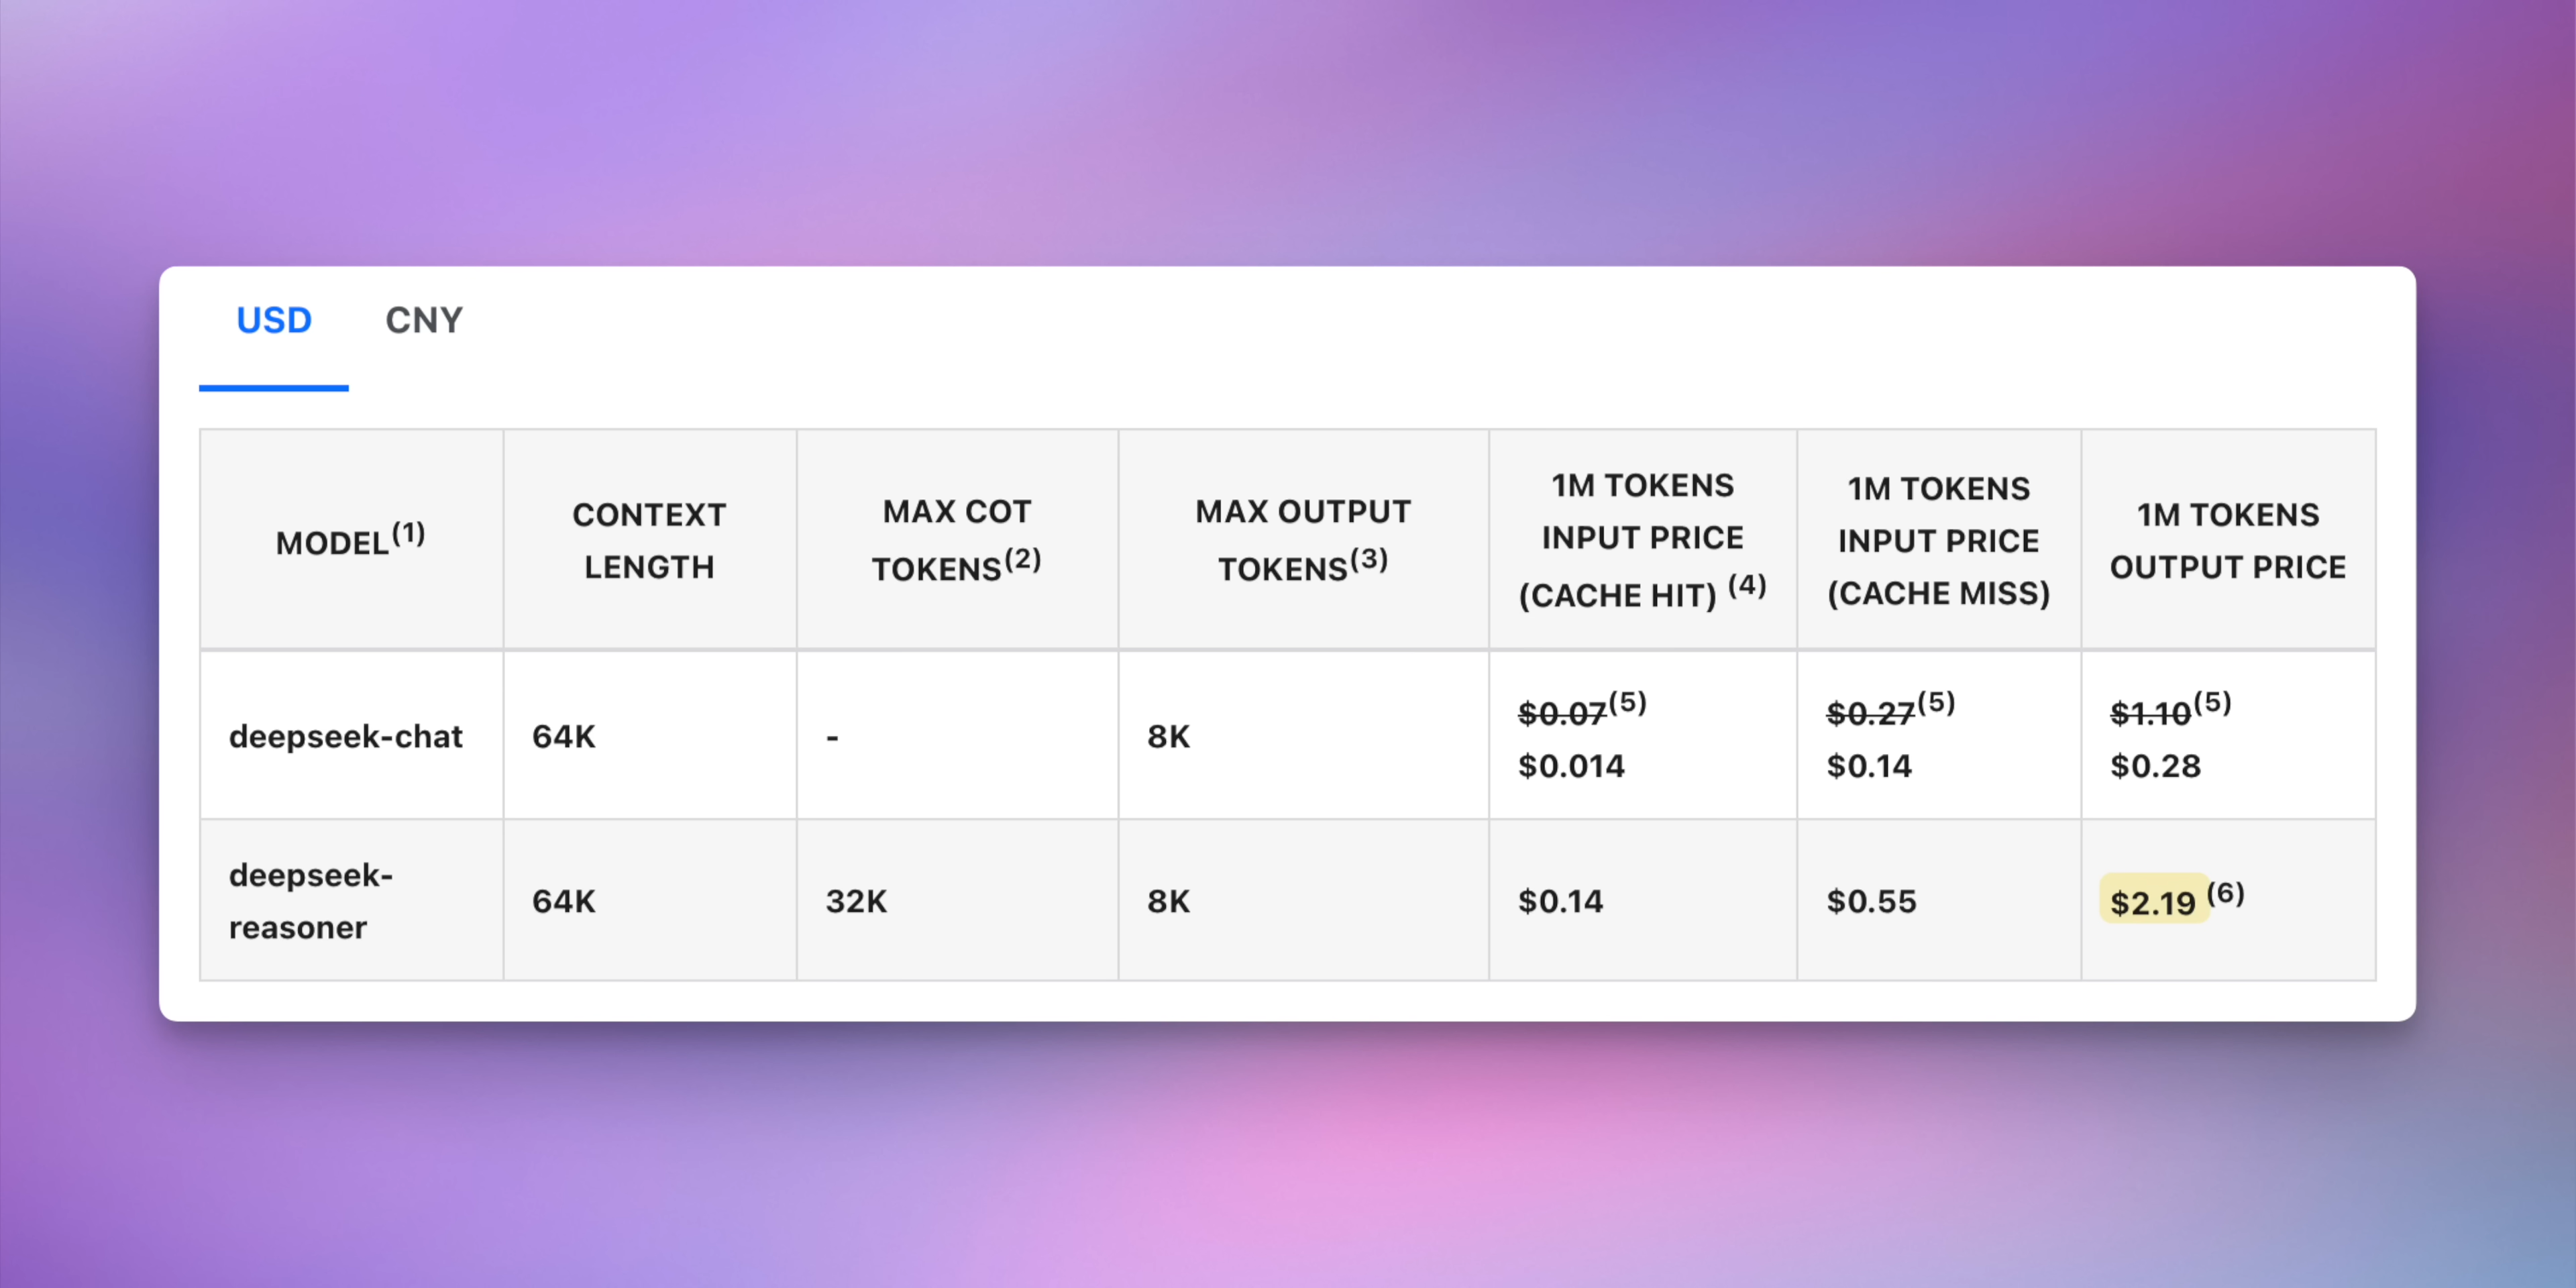 USD CNY
MODEL(1)
CONTEXT
LENGTH
MAX COT
TOKENS(2)
MAX OUTPUT
TOKENS(3)
1M TOKENS
INPUT PRICE
(CACHE HIT) (4)
1M TOKENS
INPUT PRICE
(CACHE MISS)
1M TOKENS
OUTPUT PRICE
deepseek-chat
64K
-
8K
$0.07(5)
$0.014
$0.27(5)
$0.14
$1.10(5)
$0.28
deepseek-
reasoner
64K
32K
8K
$0.14
$0.55
$2.19 (6)